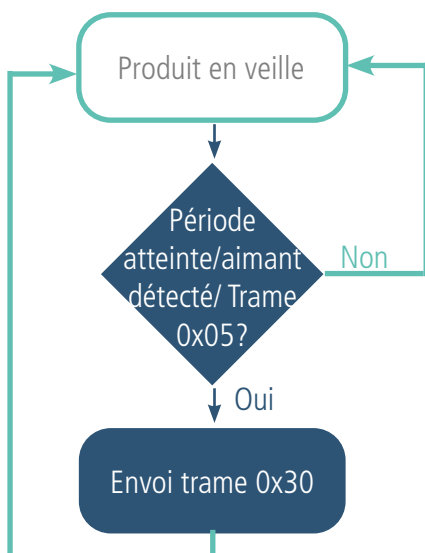 Produit en veille
Période
atteinte/aimant
détecté/ Trame
0x05?
Non
Oui
Envoi trame 0x30